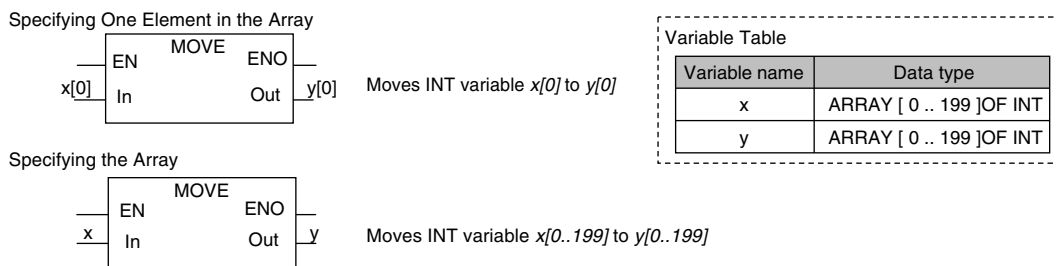 Specifying One Element in the Array
MOVE
EN ENO
x[0] In Out y[0]
Moves INT variable x[0] to y[0]
Variable Table
Variable name Data type
x ARRAY [ 0 .. 199 ]OF INT
y ARRAY [ 0 .. 199 ]OF INT
Specifying the Array
MOVE
EN ENO
x In Out y
Moves INT variable x[0..199] to y[0..199]